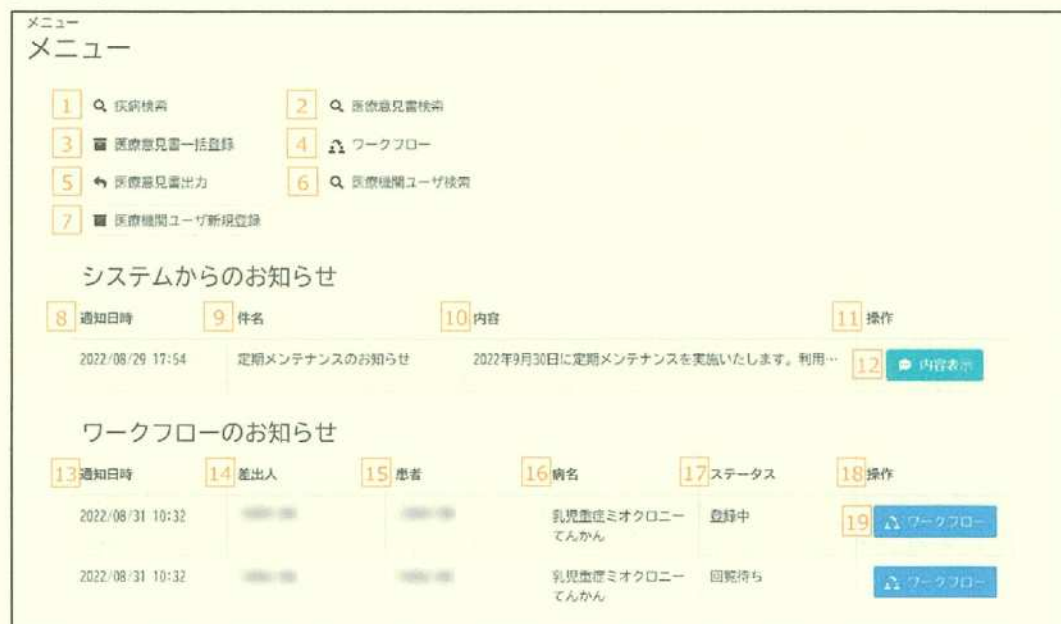 メニュー
メニュー
1 疾病検索 2 医療意見書検索
3 医療意見書一括登録 4 ワークフロー
5 医療意見書出力 6 医療機関ユーザ検索
7 医療機関ユーザ新規登録
システムからのお知らせ
8 通知日時 9 件名 10 内容 11 操作
2022/08/29 17:54 定期メンテナンスのお知らせ 2022年9月30日に定期メンテナンスを実施いたします。利用… 12 内容表示
ワークフローのお知らせ
13 通知日時 14 差出人 15 患者 16 病名 17 ステータス 18 操作
2022/08/31 10:32 乳児重症ミオクロニー 登録中 19 ワークフロー
てんかん
2022/08/31 10:32 乳児重症ミオクロニー 回覧待ち ワークフロー
てんかん